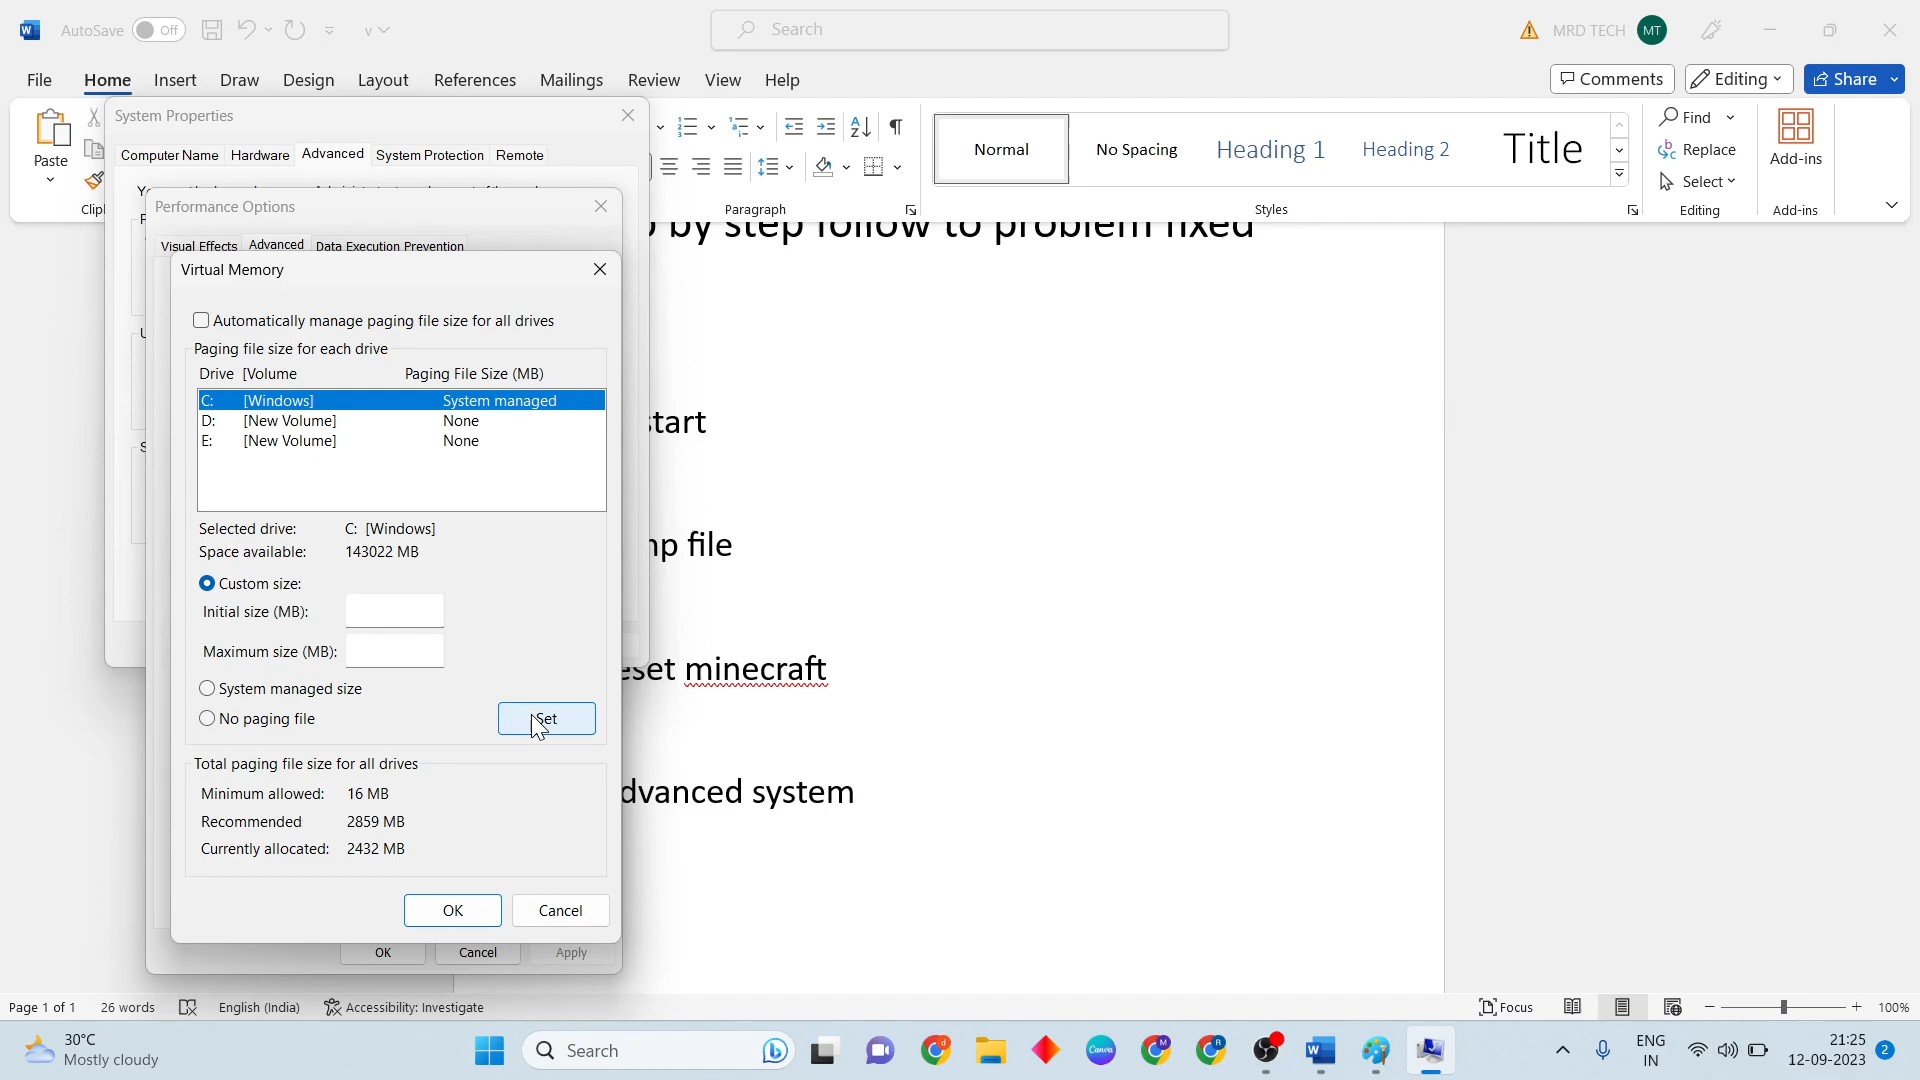 AutoSave Off
v
Search
MRD TECH MT
File Home Insert Draw Design Layout References Mailings Review View Help
Comments Editing Share
System Properties
Computer Name Hardware Advanced System Protection Remote
Paste
Paragraph
Normal No Spacing Heading 1 Heading 2 Title
Styles
Find
Replace
Select
Editing
Add-ins
Add-ins
Performance Options
Visual Effects Advanced Data Execution Prevention
by step follow to problem fixed
Virtual Memory
Automatically manage paging file size for all drives
Paging file size for each drive
Drive [Volume Paging File Size (MB)
C: [Windows] System managed
D: [New Volume] None
E: [New Volume] None
Selected drive: C: [Windows]
Space available: 143022 MB
Custom size:
Initial size (MB):
Maximum size (MB):
System managed size
No paging file
Set
Total paging file size for all drives
Minimum allowed: 16 MB
Recommended 2859 MB
Currently allocated: 2432 MB
OK Cancel
OK Cancel Apply
start
mp file
eset minecraft
dvanced system
Page 1 of 1 26 words English (India) Accessibility: Investigate
Focus 100%
30°C
Mostly cloudy
Search
Canva
ENG
IN
21:25
12-09-2023
2